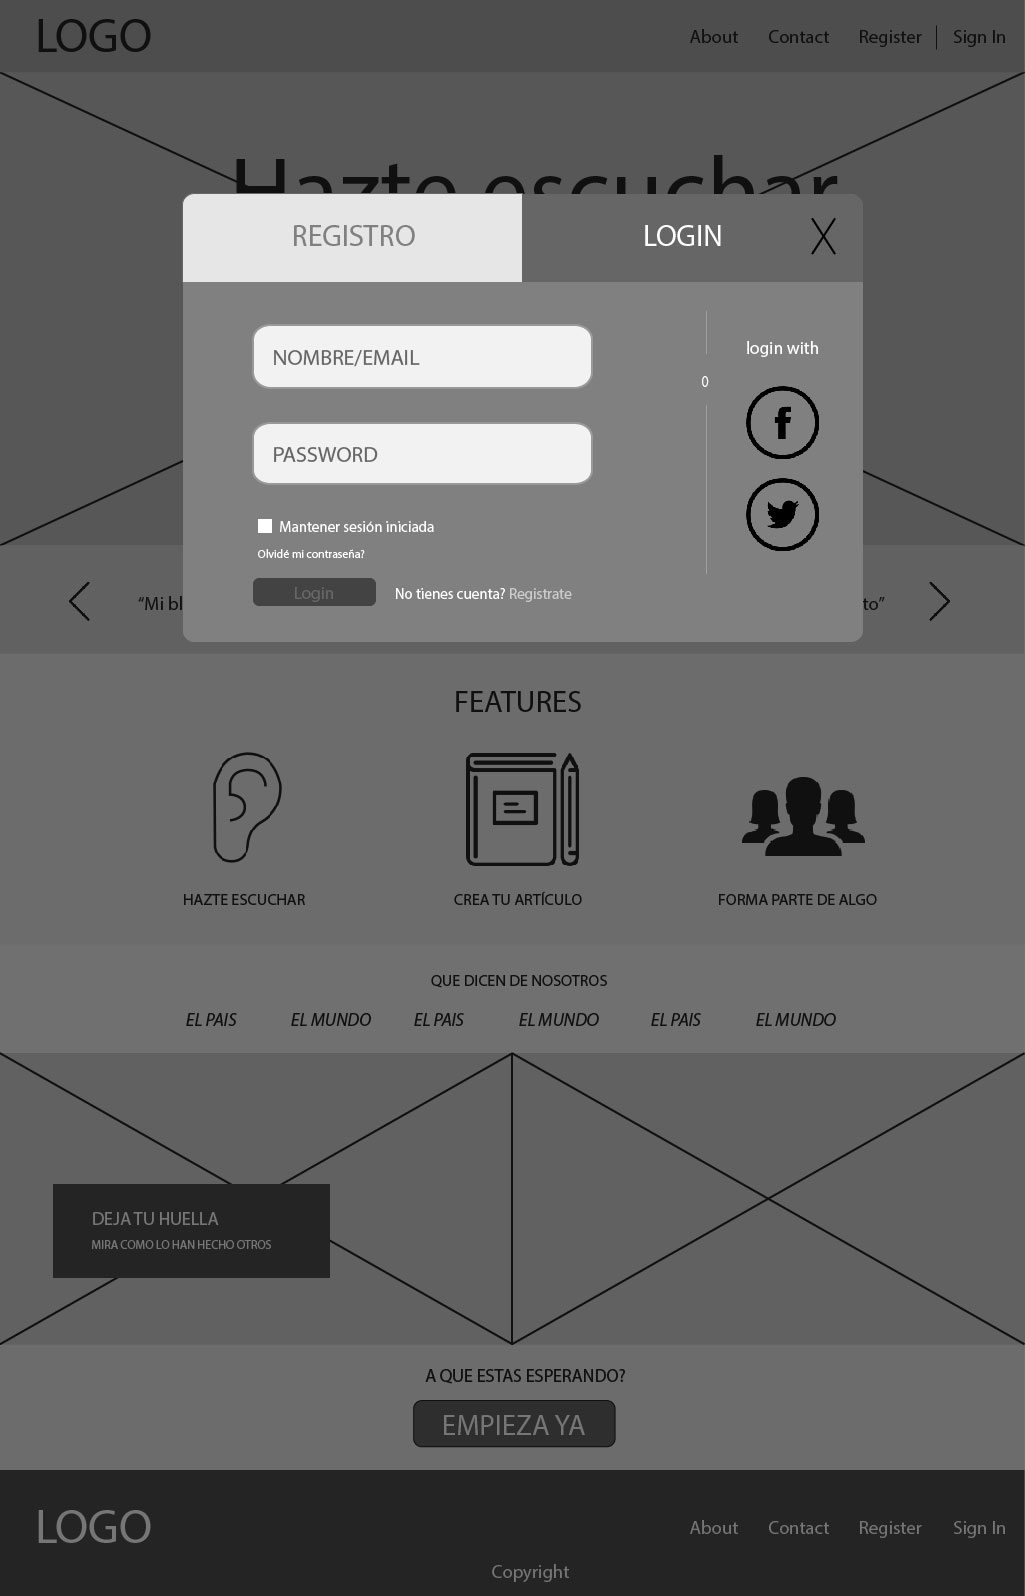 LOGO
About Contact Register Sign In
Hazte escuchar
REGISTRO LOGIN X
NOMBRE/EMAIL
login with
0
PASSWORD
Mantener sesión iniciada
Olvidé mi contraseña?
Login No tienes cuenta? Registrate
“Mi bl to”
FEATURES
HAZTE ESCUCHAR CREA TU ARTÍCULO FORMA PARTE DE ALGO
QUE DICEN DE NOSOTROS
EL PAIS EL MUNDO EL PAIS EL MUNDO EL PAIS EL MUNDO
DEJA TU HUELLA
MIRA COMO LO HAN HECHO OTROS
A QUE ESTAS ESPERANDO?
EMPIEZA YA
LOGO
About Contact Register Sign In
Copyright